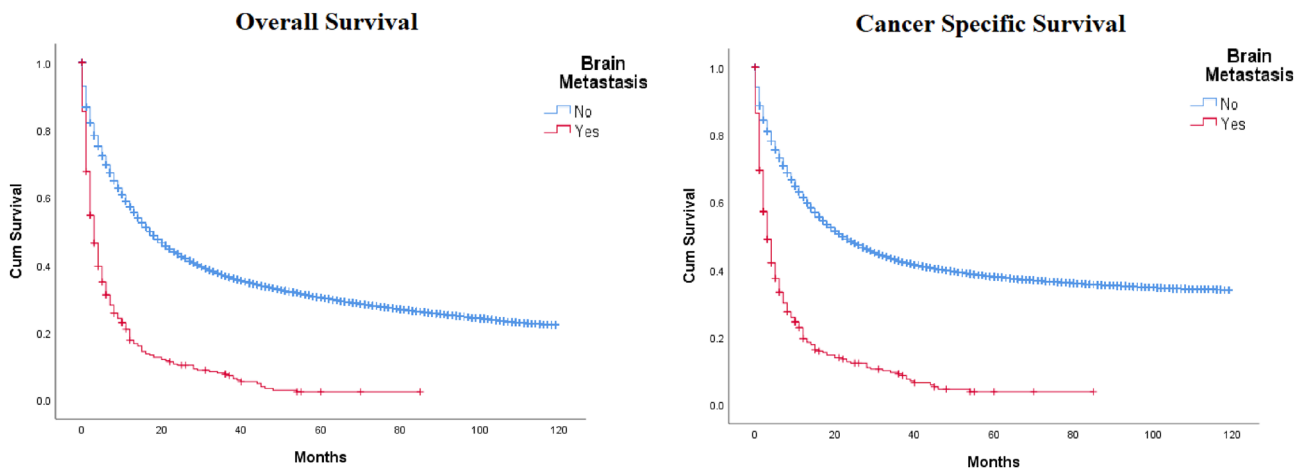 Overall Survival
Brain
Metastasis
No
Yes
Cum Survival
1.0
0.8
0.6
0.4
0.2
0.0
0
20
40
60
80
100
120
Months
Cancer Specific Survival
Brain
Metastasis
No
Yes
Cum Survival
1.0
0.8
0.6
0.4
0.2
0.0
0
20
40
60
80
100
120
Months